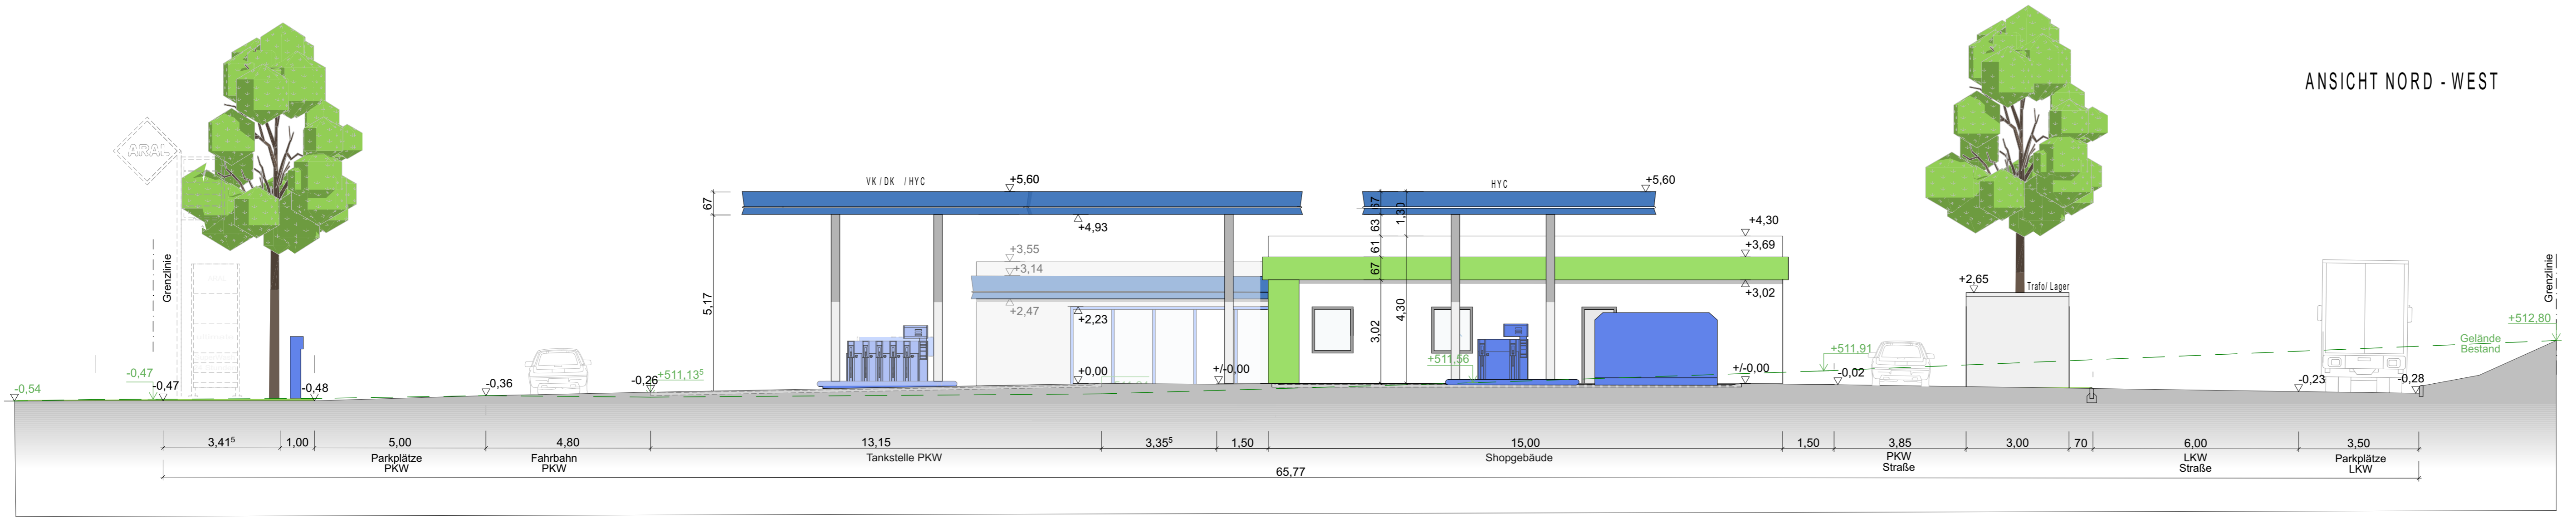 ANSICHT NORD - WEST
ARAL
VK / DK / HYC
+5,60
HYC
+5,60
67
+4,93
67
63
1,30
+4,30
+3,69
61
67
+3,55
+3,14
+2,47
+2,23
+3,02
5,17
3,02
4,30
+2,65
Trafo/ Lager
Grenzlinie
Grenzlinie
+512,80
Gelände
Bestand
+511,91
+511,56
+511,13⁵
+0,00
+/-0,00
+/-0,00
-0,54
-0,47
-0,47
-0,48
-0,36
-0,26
-0,02
-0,23
-0,28
3,41⁵
1,00
5,00
4,80
13,15
3,35⁵
1,50
15,00
1,50
3,85
3,00
70
6,00
3,50
Parkplätze
PKW
Fahrbahn
PKW
Tankstelle PKW
Shopgebäude
PKW
Straße
LKW
Straße
Parkplätze
LKW
65,77